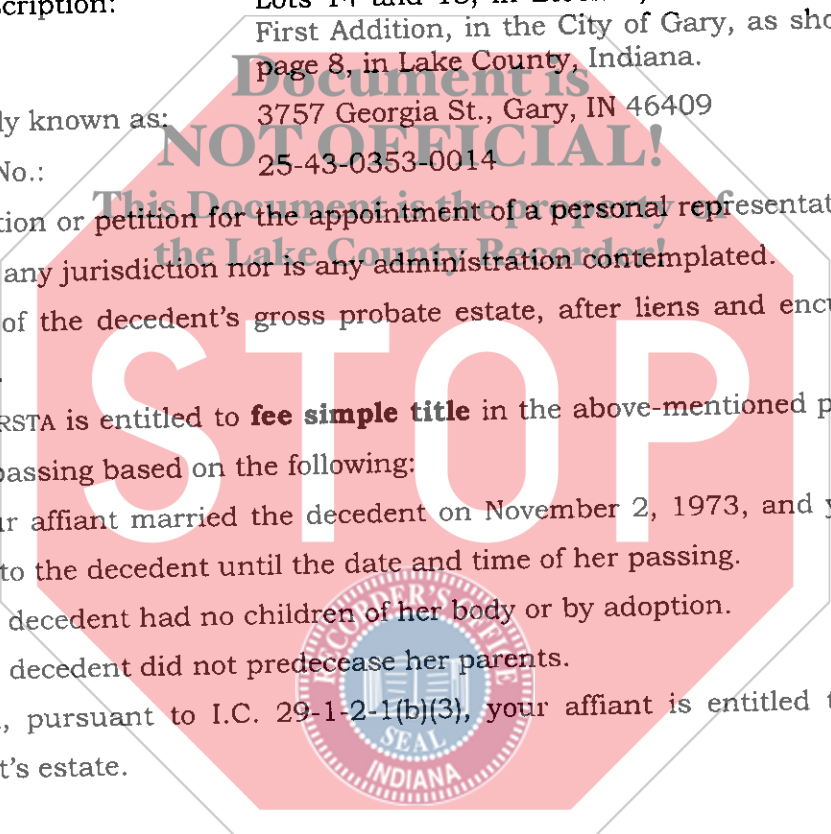 scription:
Lots 14 and 15, in
First Addition, in the City of Gary, as sho
page 8, in Lake County, Indiana.
Document is
ly known as: 3757 Georgia St., Gary, IN 46409
NOT OFFICIAL!
No.: 25-43-0353-0014
This Document is the property of
tion or petition for the appointment of a personal representat
the Lake County Recorder!
any jurisdiction nor is any administration contemplated.
of the decedent's gross probate estate, after liens and encu
STOP
RSTA is entitled to fee simple title in the above-mentioned p
passing based on the following:
ur affiant married the decedent on November 2, 1973, and y
to the decedent until the date and time of her passing.
decedent had no children of her body or by adoption.
decedent did not predecease her parents.
, pursuant to I.C. 29-1-2-1(b)(3), your affiant is entitled t
t's estate.
RECORDER'S OFFICE
SEAL
INDIANA